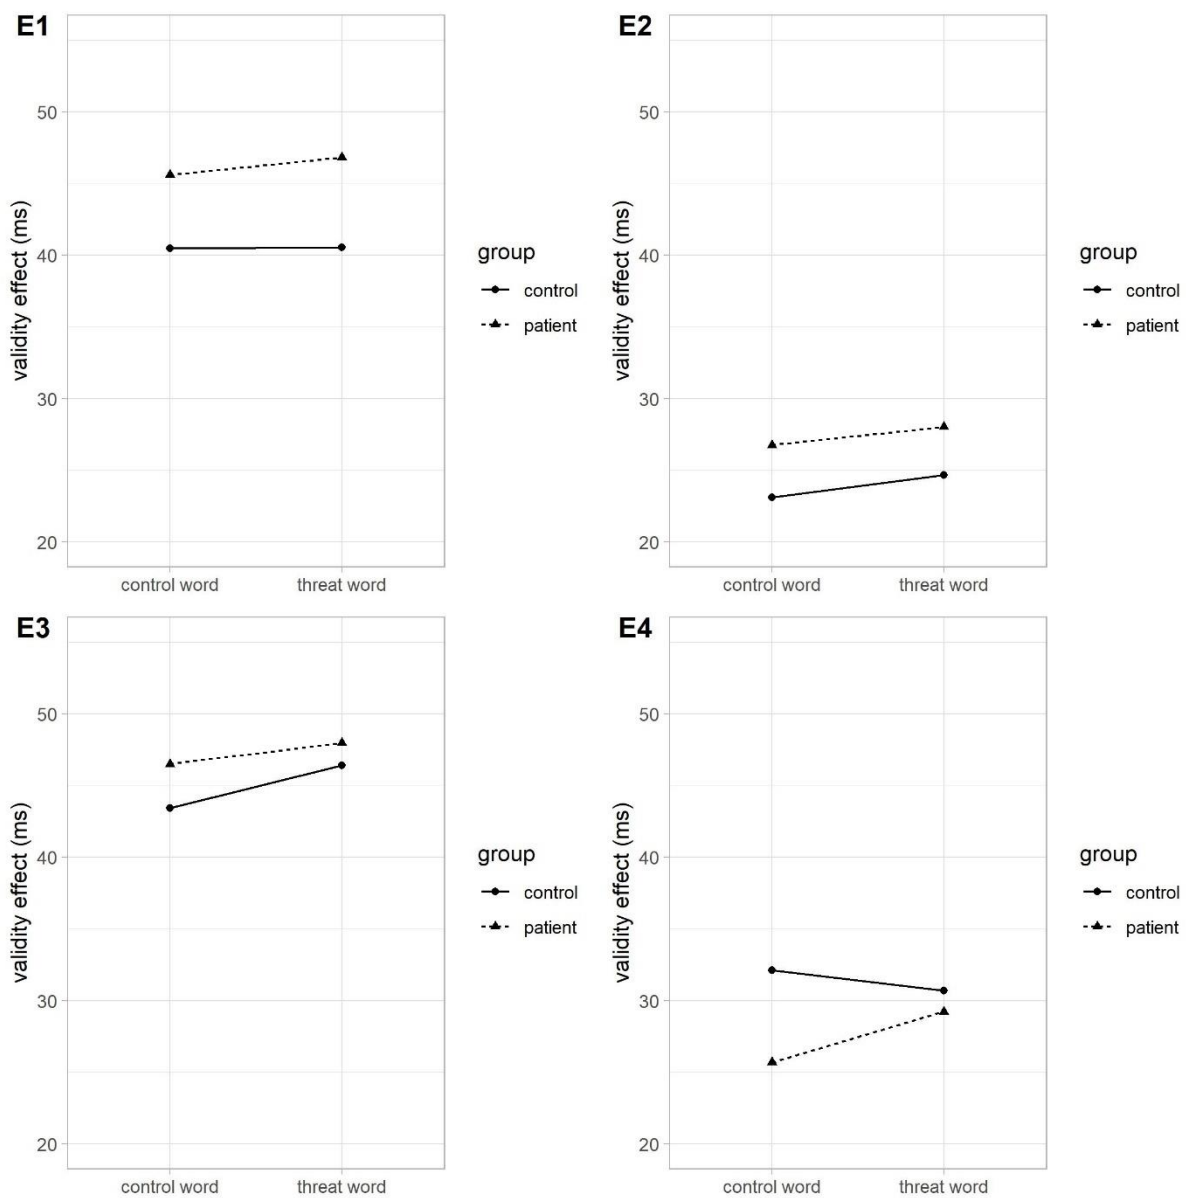 E1
validity effect (ms)
50
40
30
20
control word threat word
group
control
patient
E2
validity effect (ms)
50
40
30
20
control word threat word
group
control
patient
E3
validity effect (ms)
50
40
30
20
control word threat word
group
control
patient
E4
validity effect (ms)
50
40
30
20
control word threat word
group
control
patient